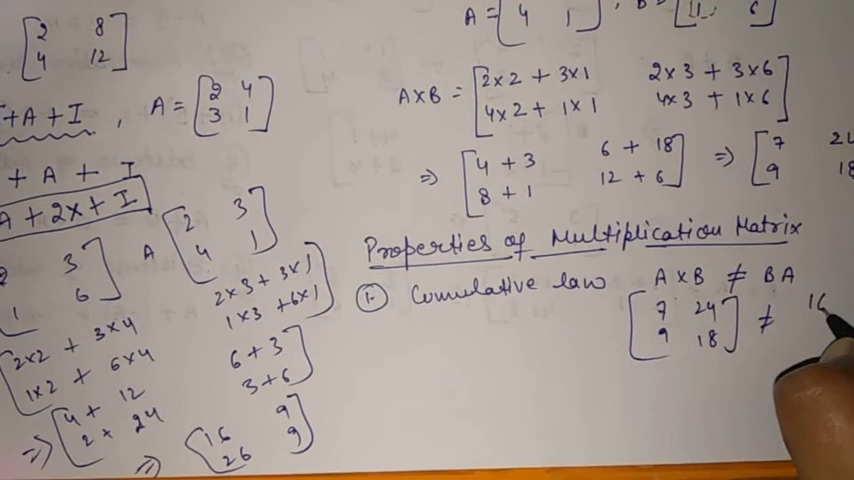 [2 8
4 12]
+A+I, A=[2 4
3 1]
+ A + I
A+2x+I
3
1 6] A [2 3
4 1]
[2×2 + 3×4 2×3+3×1
1×2 + 6×4 1×3+6×1]
[4+ 12 6+3
2+ 24 3+6]
=> => [16 9
26 9]
A=[4 1],
6]
A×B = [2×2 + 3×1 2×3 + 3×6
4×2 + 1×1 4×3 + 1×6]
=> [4 + 3 6 + 18
8 + 1 12 + 6] => [7 24
9 18
Properties of Multiplication Matrix
1. Cumulative law A×B ≠ BA
[7 24
9 18] ≠ 16